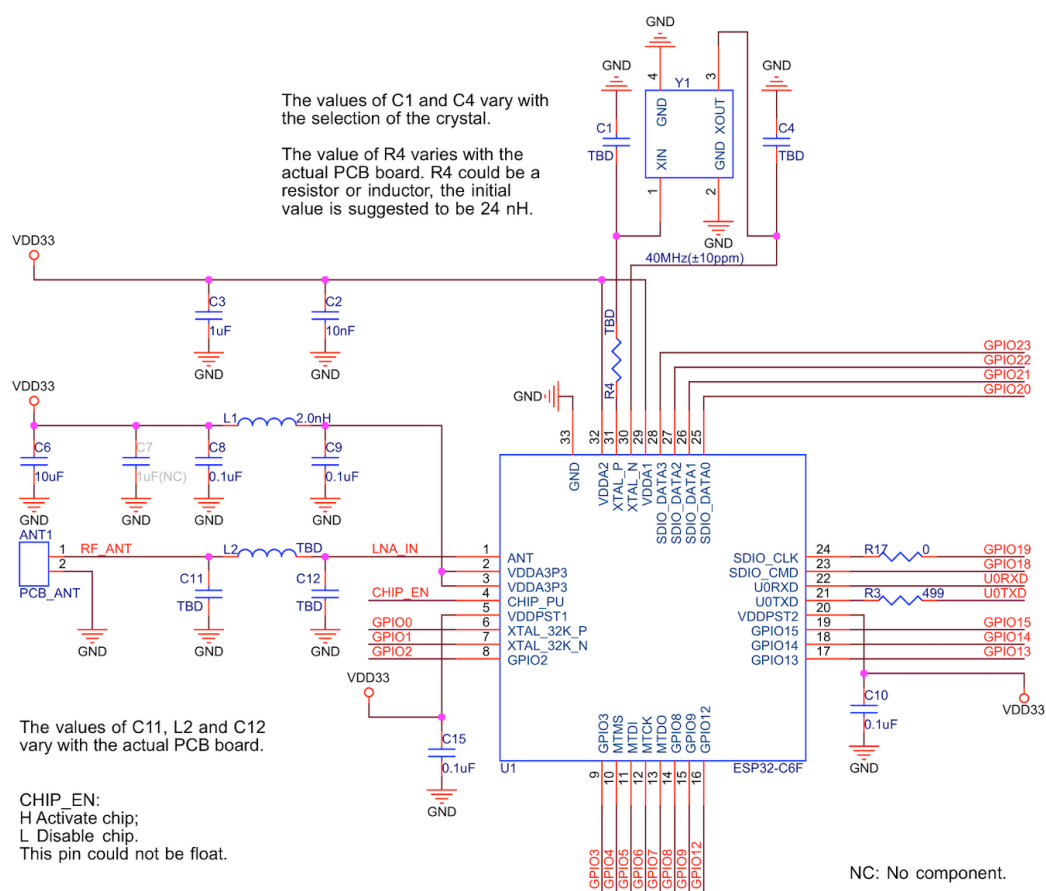 GND
4
3
GND
GND
Y1
The values of C1 and C4 vary with
the selection of the crystal.
GND
XOUT
C1
TBD
C4
TBD
XIN
GND
The value of R4 varies with the
actual PCB board. R4 could be a
resistor or inductor, the initial
value is suggested to be 24 nH.
1
2
GND
VDD33
40MHz(±10ppm)
C3
1uF
C2
10nF
TBD
R4
GND
GND
GPIO23
GPIO22
GPIO21
GPIO20
VDD33
GND
L1
2.0nH
33
32
31
30
29
28
27
26
25
C6
10uF
C7
1uF(NC)
C8
0.1uF
C9
0.1uF
GND
VDDA2
XTAL_P
XTAL_N
VDDA1
SDIO_DATA3
SDIO_DATA2
SDIO_DATA1
SDIO_DATA0
GND
GND
GND
GND
ANT1
1
2
PCB_ANT
RF_ANT
L2
TBD
LNA_IN
C11
TBD
C12
TBD
GND
GND
GND
CHIP_EN
GPIO0
GPIO1
GPIO2
1
2
3
4
5
6
7
8
ANT
VDDA3P3
VDDA3P3
CHIP_PU
VDDPST1
XTAL_32K_P
XTAL_32K_N
GPIO2
SDIO_CLK
SDIO_CMD
U0RXD
U0TXD
VDDPST2
GPIO15
GPIO14
GPIO13
24
23
22
21
20
19
18
17
R17
0
R3
499
GPIO19
GPIO18
U0RXD
U0TXD
GPIO15
GPIO14
GPIO13
VDD33
C10
0.1uF
GND
VDD33
The values of C11, L2 and C12
vary with the actual PCB board.
C15
0.1uF
GND
GPIO3
MTMS
MTDI
MTCK
MTDO
GPIO8
GPIO9
GPIO12
U1
ESP32-C6F
9
10
11
12
13
14
15
16
CHIP_EN:
H Activate chip;
L Disable chip.
This pin could not be float.
GPIO3
GPIO4
GPIO5
GPIO6
GPIO7
GPIO8
GPIO9
GPIO12
NC: No component.